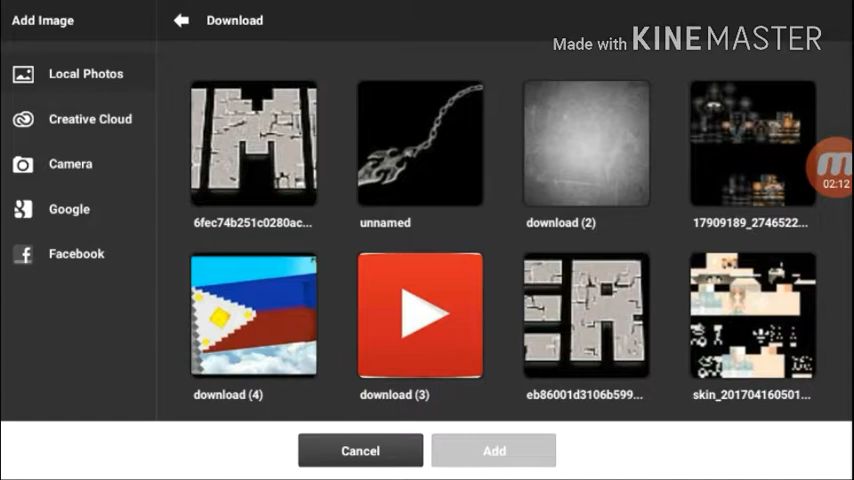 Add Image
Download
Made with KINEMASTER
Local Photos
Creative Cloud
Camera
Google
Facebook
6fec74b251c0280ac...
unnamed
download (2)
17909189_2746522...
02:12
download (4)
download (3)
eb86001d3106b599...
skin_201704160501...
Cancel
Add